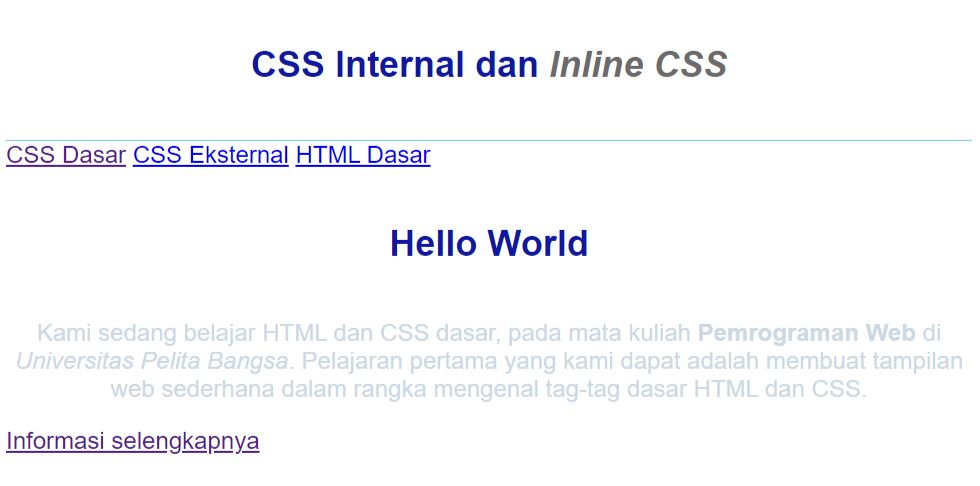 CSS Internal dan Inline CSS
CSS Dasar CSS Eksternal HTML Dasar
Hello World
Kami sedang belajar HTML dan CSS dasar, pada mata kuliah Pemrograman Web di
Universitas Pelita Bangsa. Pelajaran pertama yang kami dapat adalah membuat tampilan
web sederhana dalam rangka mengenal tag-tag dasar HTML dan CSS.
Informasi selengkapnya